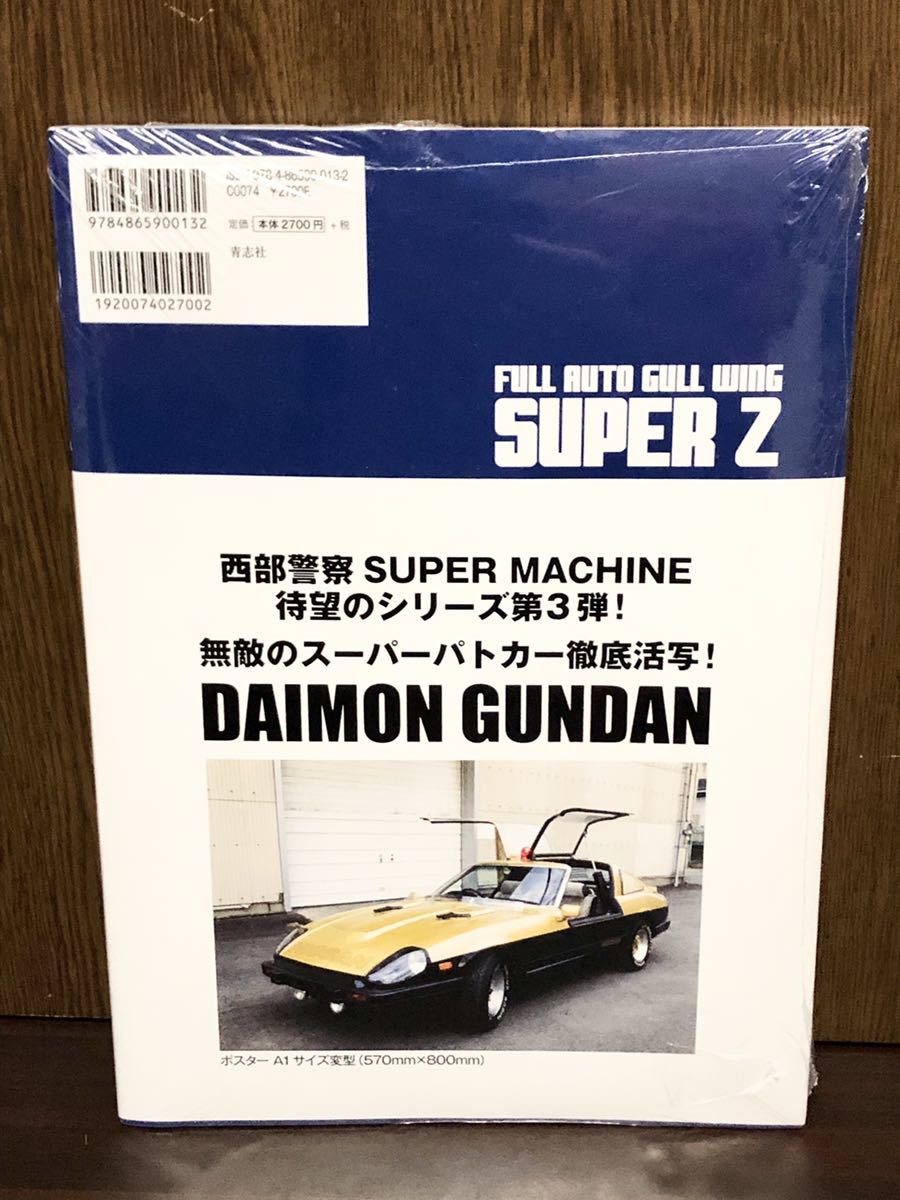 9784865900132
C0074 ¥2700E
定価: 本体2700円 +税
青志社
1920074027002
FULL AUTO GULL WING
SUPER Z
西部警察 SUPER MACHINE
待望のシリーズ第3弾!
無敵のスーパーパトカー徹底活写!
DAIMON GUNDAN
ポスター A1サイズ変型(570mm×800mm)